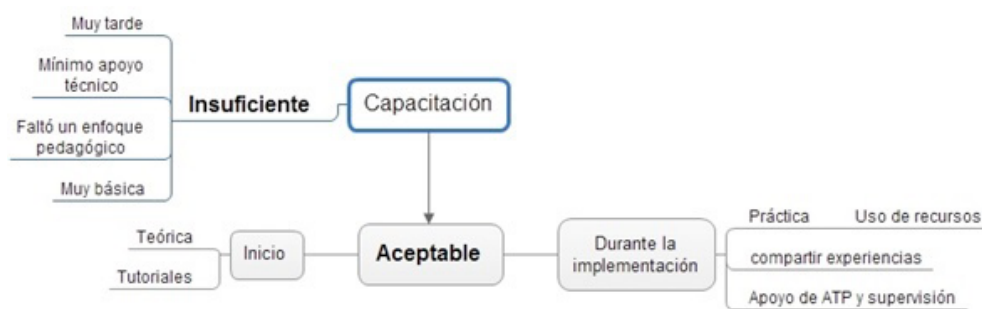 Muy tarde
Mínimo apoyo
técnico
Faltó un enfoque
pedagógico
Muy básica
Insuficiente
Capacitación
Teórica
Tutoriales
Inicio
Aceptable
Durante la
implementación
Práctica Uso de recursos
compartir experiencias
Apoyo de ATP y supervisión